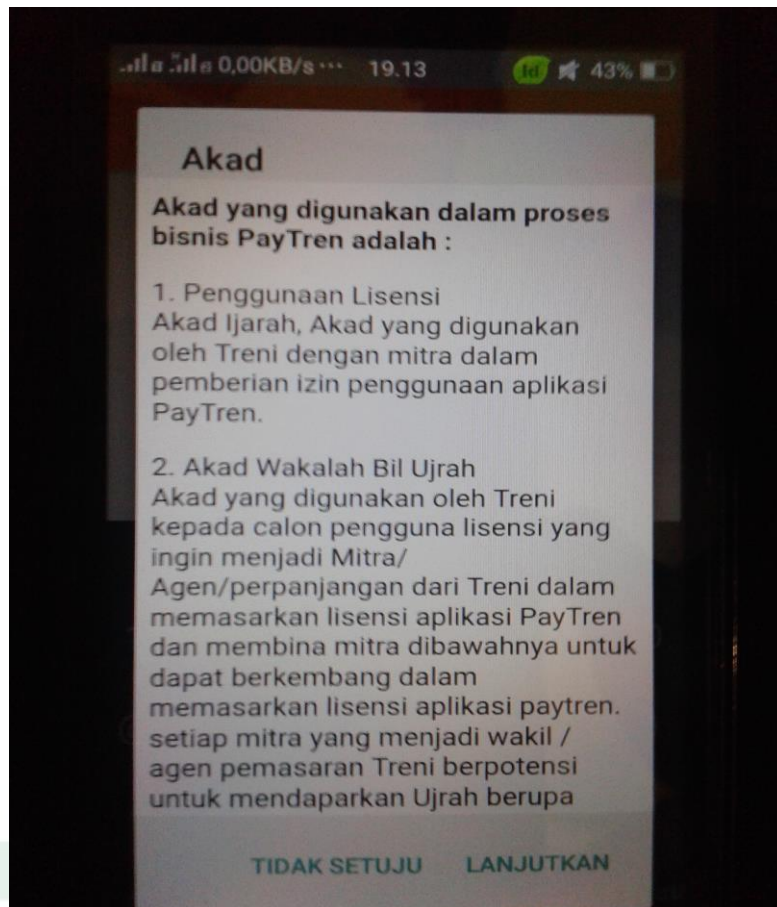 0,00KB/s ... 19.13 43%
Akad
Akad yang digunakan dalam proses
bisnis PayTren adalah :
1. Penggunaan Lisensi
Akad Ijarah, Akad yang digunakan
oleh Treni dengan mitra dalam
pemberian izin penggunaan aplikasi
PayTren.
2. Akad Wakalah Bil Ujrah
Akad yang digunakan oleh Treni
kepada calon pengguna lisensi yang
ingin menjadi Mitra/
Agen/perpanjangan dari Treni dalam
memasarkan lisensi aplikasi PayTren
dan membina mitra dibawahnya untuk
dapat berkembang dalam
memasarkan lisensi aplikasi paytren.
setiap mitra yang menjadi wakil /
agen pemasaran Treni berpotensi
untuk mendaparkan Ujrah berupa
TIDAK SETUJU LANJUTKAN